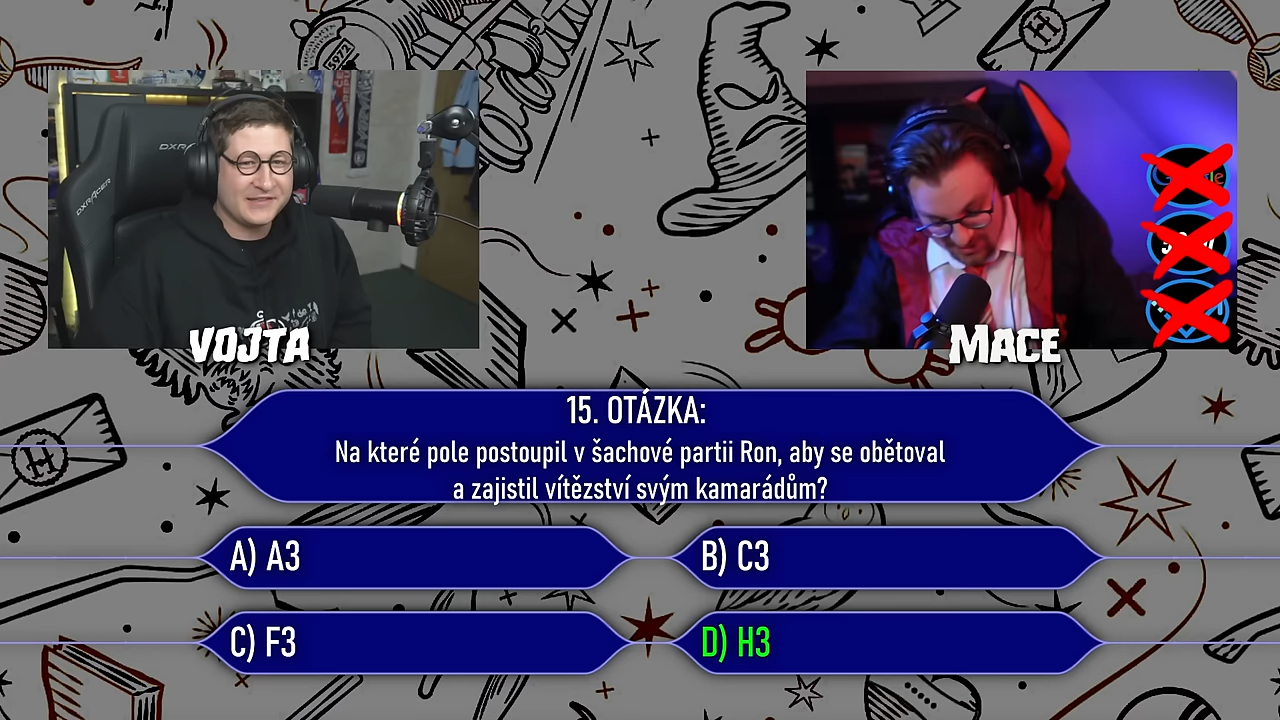 DXRACER
VOJTA
MACE
15. OTÁZKA:
Na které pole postoupil v šachové partii Ron, aby se obětoval
a zajistil vítězství svým kamarádům?
A) A3
B) C3
C) F3
D) H3